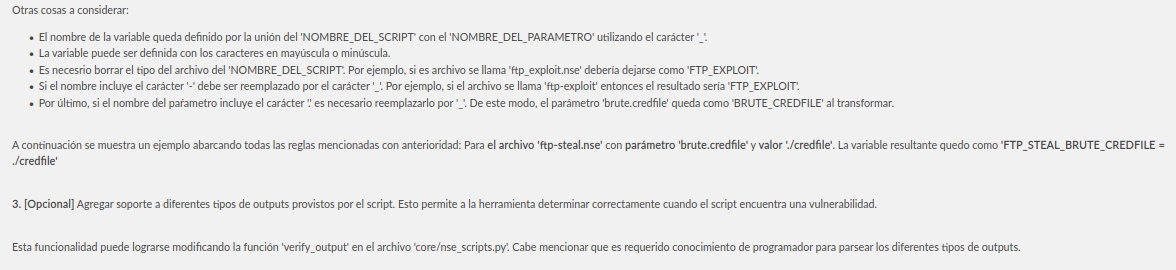 Otras cosas a considerar:
• El nombre de la variable queda definido por la unión del 'NOMBRE_DEL_SCRIPT' con el 'NOMBRE_DEL_PARAMETRO' utilizando el carácter '_'.
• La variable puede ser definida con los caracteres en mayúscula o minúscula.
• Es necesrio borrar el tipo del archivo del 'NOMBRE_DEL_SCRIPT'. Por ejemplo, si es archivo se llama 'ftp_exploit.nse' debería dejarse como 'FTP_EXPLOIT'.
• Si el nombre incluye el carácter '-' debe ser reemplazado por el carácter '_'. Por ejemplo, si el archivo se llama 'ftp-exploit' entonces el resultado sería 'FTP_EXPLOIT'.
• Por último, si el nombre del paŕametro incluye el carácter '.' es necesario reemplazarlo por '_'. De este modo, el parámetro 'brute.credfile' queda como 'BRUTE_CREDFILE' al transformar.
A continuación se muestra un ejemplo abarcando todas las reglas mencionadas con anterioridad: Para el archivo 'ftp-steal.nse' con parámetro 'brute.credfile' y valor './credfile'. La variable resultante quedo como 'FTP_STEAL_BRUTE_CREDFILE =
./credfile'
3. [Opcional] Agregar soporte a diferentes tipos de outputs provistos por el script. Esto permite a la herramienta determinar correctamente cuando el script encuentra una vulnerabilidad.
Esta funcionalidad puede lograrse modificando la función 'verify_output' en el archivo 'core/nse_scripts.py'. Cabe mencionar que es requerido conocimiento de programador para parsear los diferentes tipos de outputs.